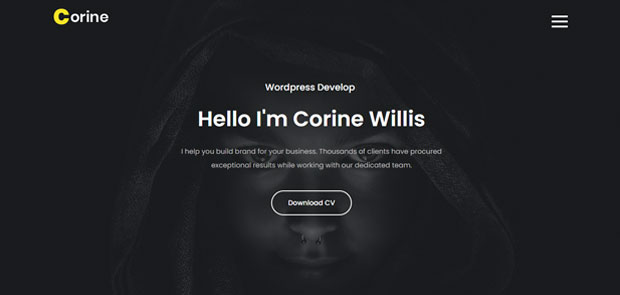 Corine
Wordpress Develop
Hello I'm Corine Willis
I help you build brand for your business. Thousands of clients have procured
exceptional results while working with our dedicated team.
Download CV